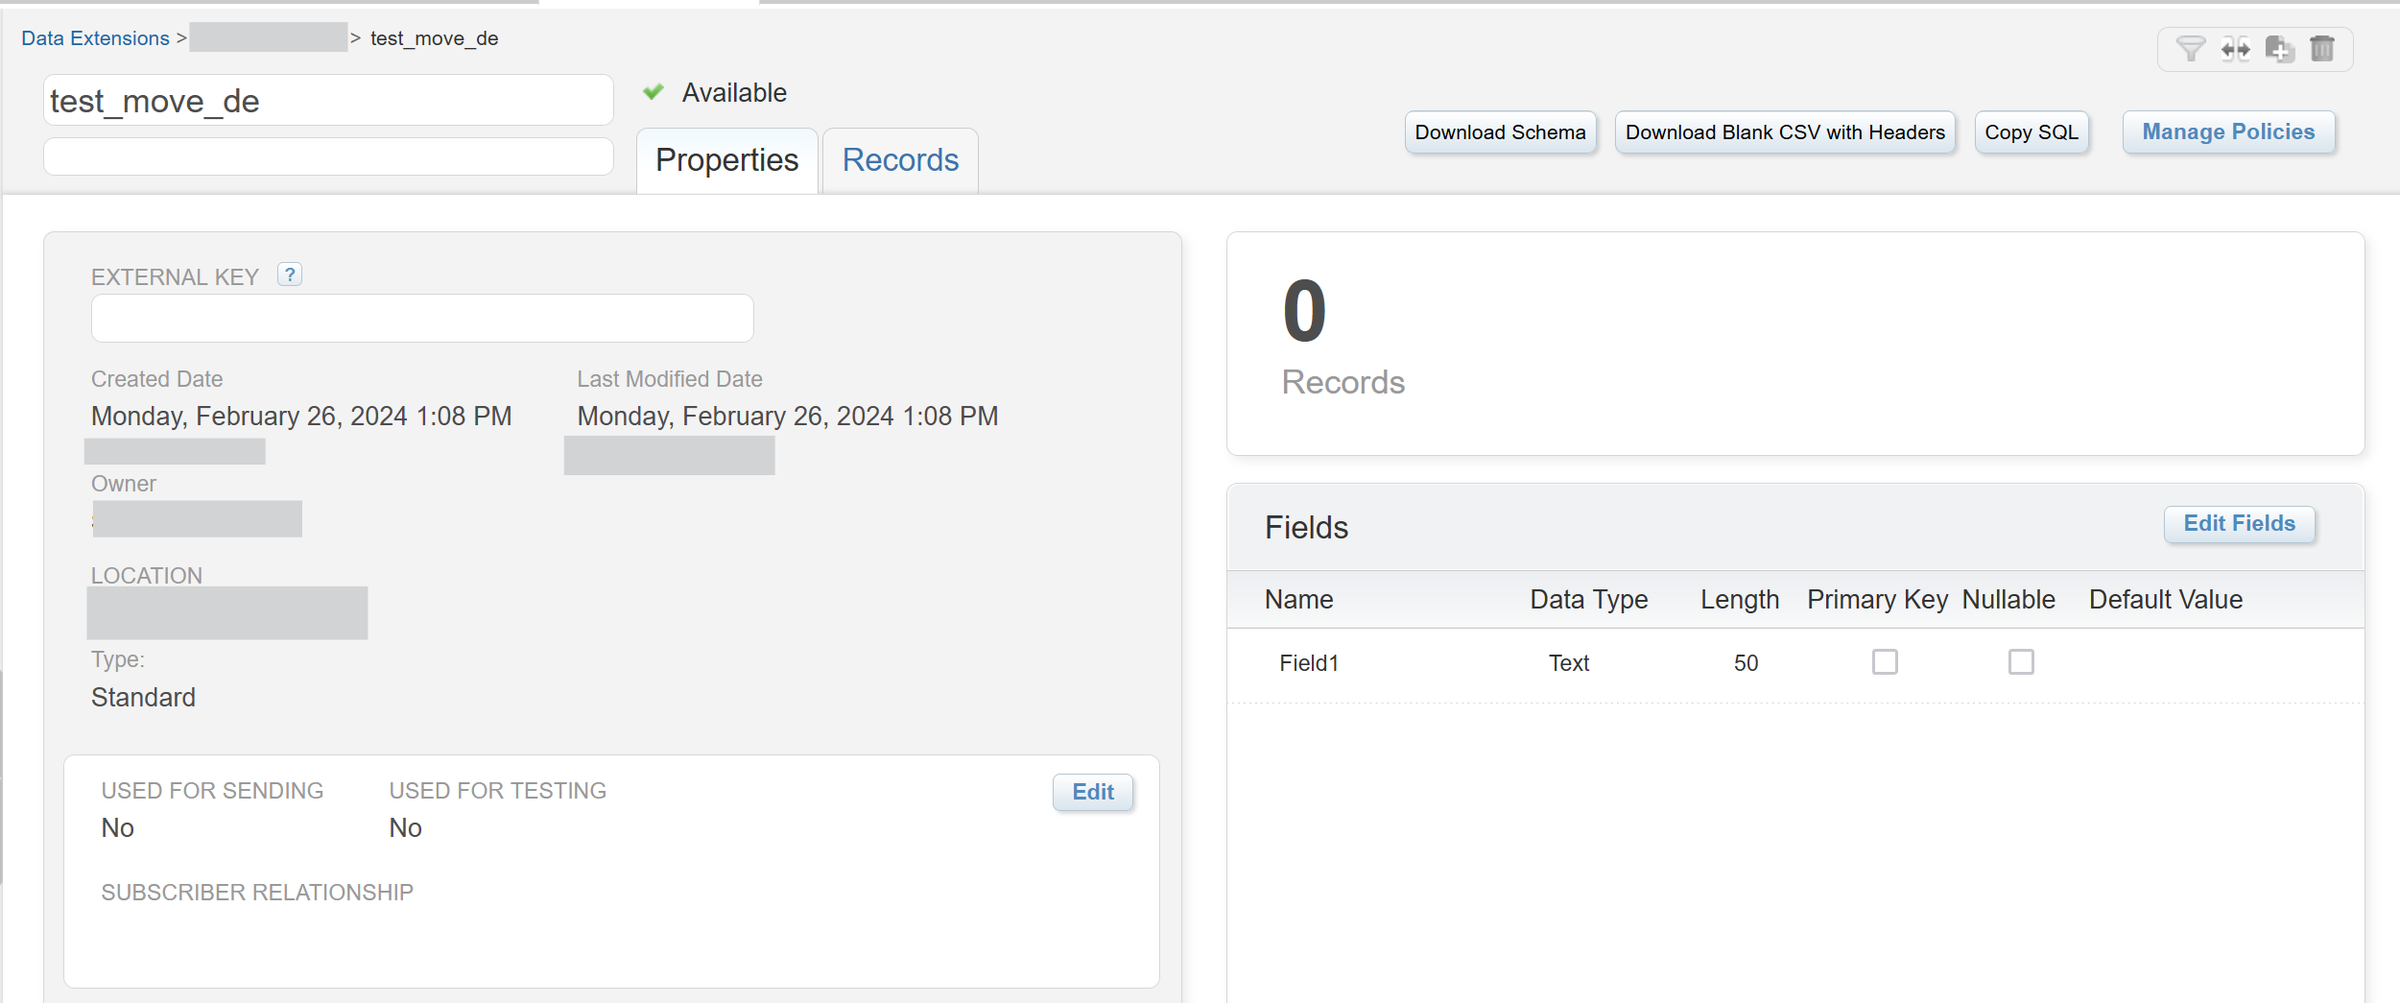 Data Extensions > > test_move_de
test_move_de
Available
Properties
Records
Download Schema
Download Blank CSV with Headers
Copy SQL
Manage Policies
EXTERNAL KEY ?
Created Date
Monday, February 26, 2024 1:08 PM
Last Modified Date
Monday, February 26, 2024 1:08 PM
Owner
LOCATION
Type:
Standard
USED FOR SENDING
No
USED FOR TESTING
No
Edit
SUBSCRIBER RELATIONSHIP
0
Records
Fields
Edit Fields
Name Data Type Length Primary Key Nullable Default Value
Field1 Text 50